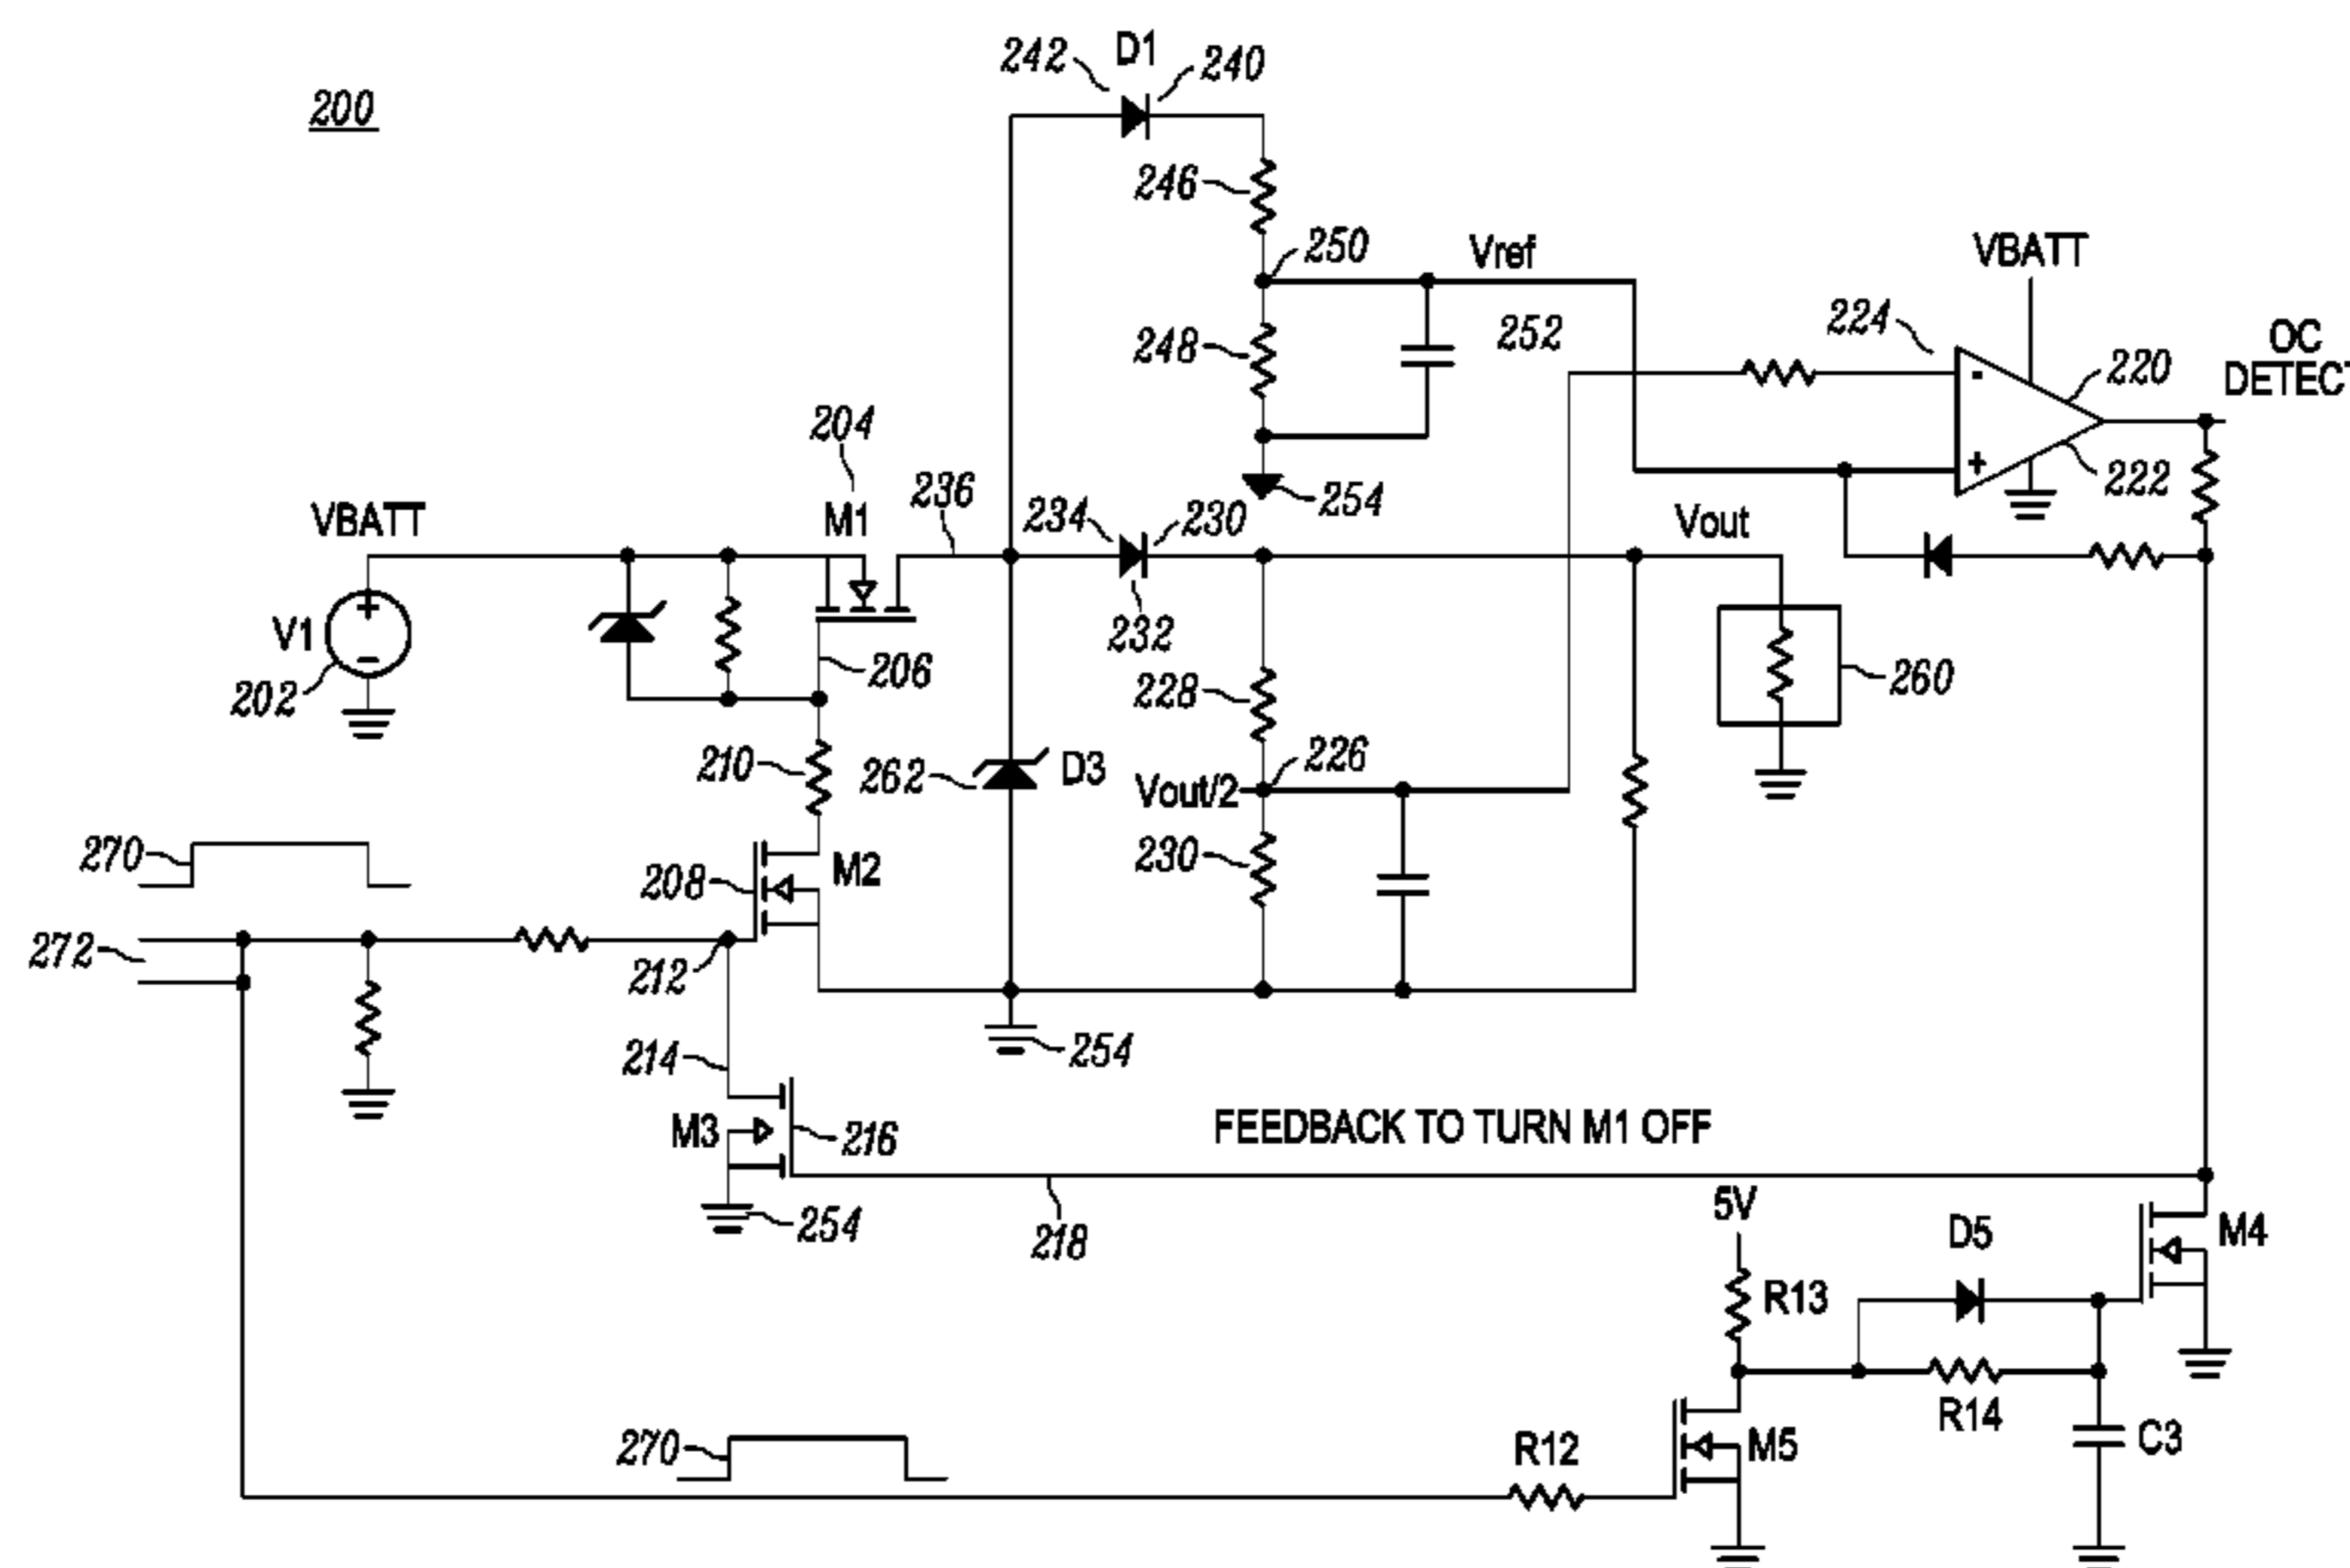 200
242 D1 240
246
250 Vref VBATT
248 252 224 220 OC
DETECT
- + 222
204
VBATT M1 236 234 230 254 Vout
V1 + - 202 206 232 228 260
210 262 D3 Vout/2 226
270 208 M2 230
272 212
214 254
M3 216 FEEDBACK TO TURN M1 OFF
254 218 5V D5 M4
R13
270 R12 M5 R14 C3